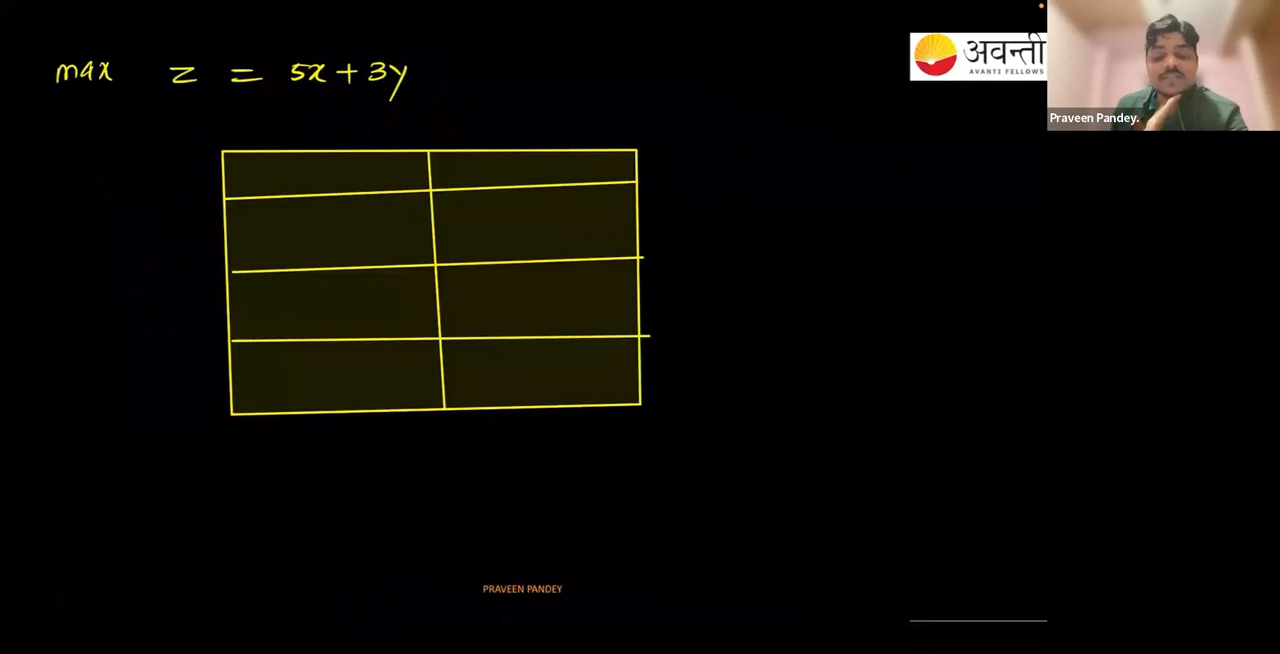 max z = 5x + 3y
अवन्ती
AVANTI FELLOWS
Praveen Pandey.
PRAVEEN PANDEY